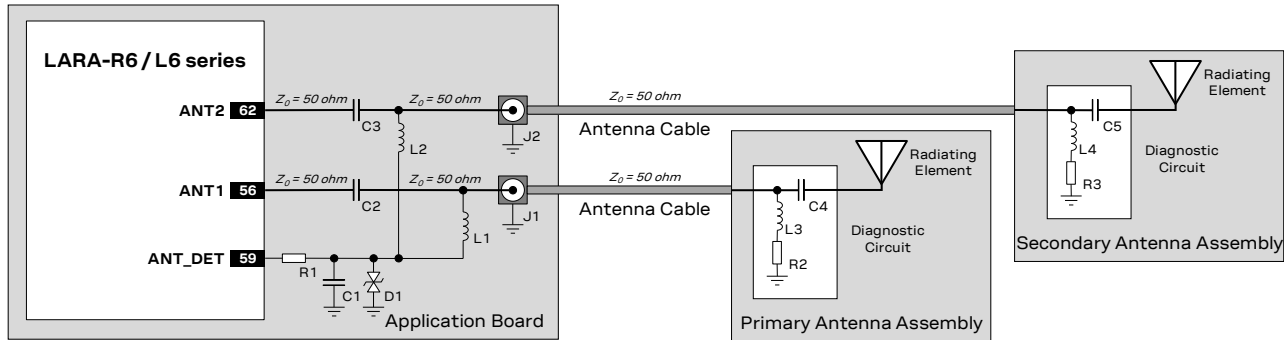 LARA-R6 / L6 series
ANT2 62
Z₀ = 50 ohm
Z₀ = 50 ohm
C3
L2
J2
Z₀ = 50 ohm
Antenna Cable
ANT1 56
Z₀ = 50 ohm
Z₀ = 50 ohm
C2
L1
J1
Z₀ = 50 ohm
Antenna Cable
ANT_DET 59
R1
C1
D1
Application Board
Radiating
Element
C4
L3
R2
Diagnostic
Circuit
Primary Antenna Assembly
Radiating
Element
C5
L4
R3
Diagnostic
Circuit
Secondary Antenna Assembly